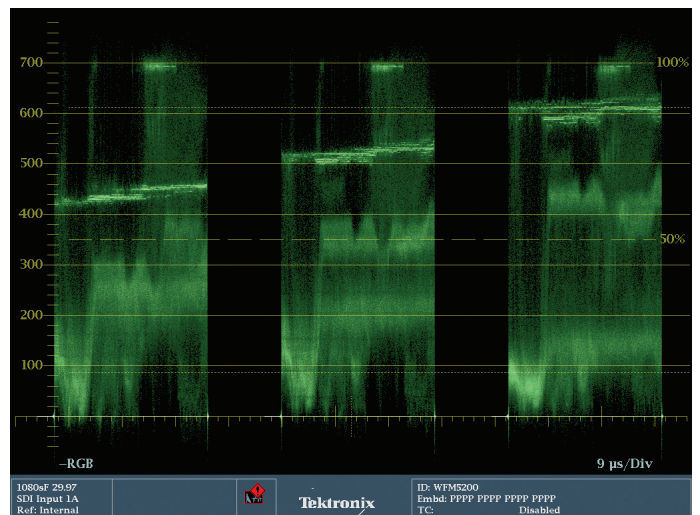 700
100%
600
500
400
50%
300
200
100
–RGB
9 µs/Div
1080sF 29.97
SDI Input 1A
Ref: Internal
Tektronix
ID: WFM5200
Embd: PPPP PPPP PPPP PPPP
TC: Disabled